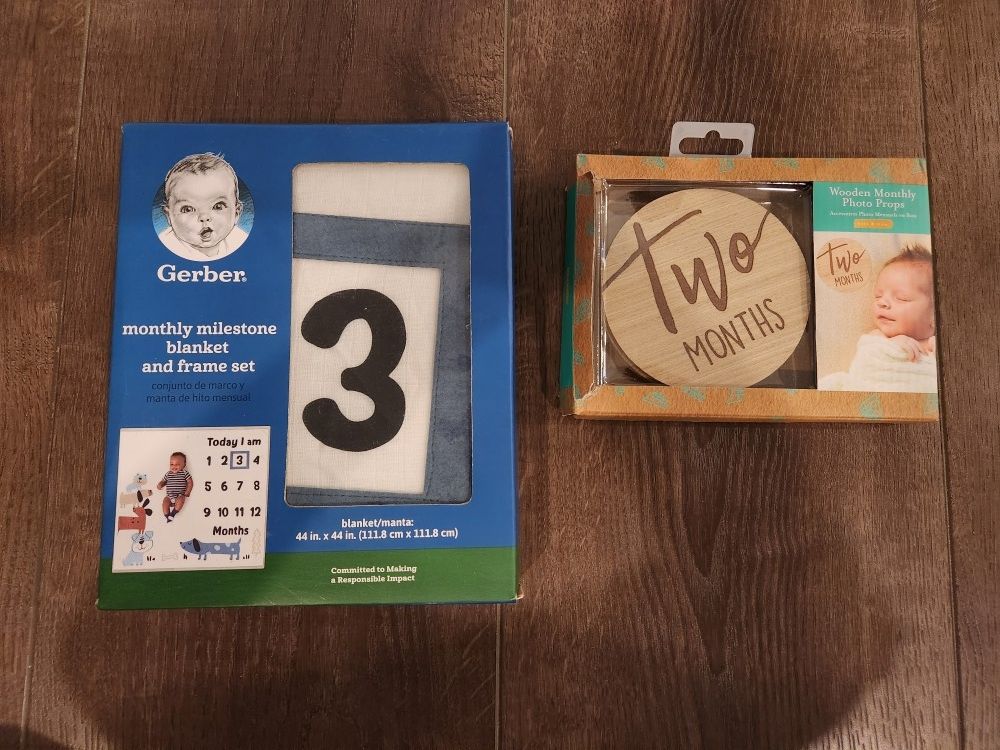 Gerber®
monthly milestone
blanket
and frame set
conjunto de marco y
manta de hito mensual
3
Today I am
1 2 3 4
5 6 7 8
9 10 11 12
Months
blanket/manta:
44 in. x 44 in. (111.8 cm x 111.8 cm)
Committed to Making
a Responsible Impact
two
MONTHS
Wooden Monthly
Photo Props
two
MONTHS